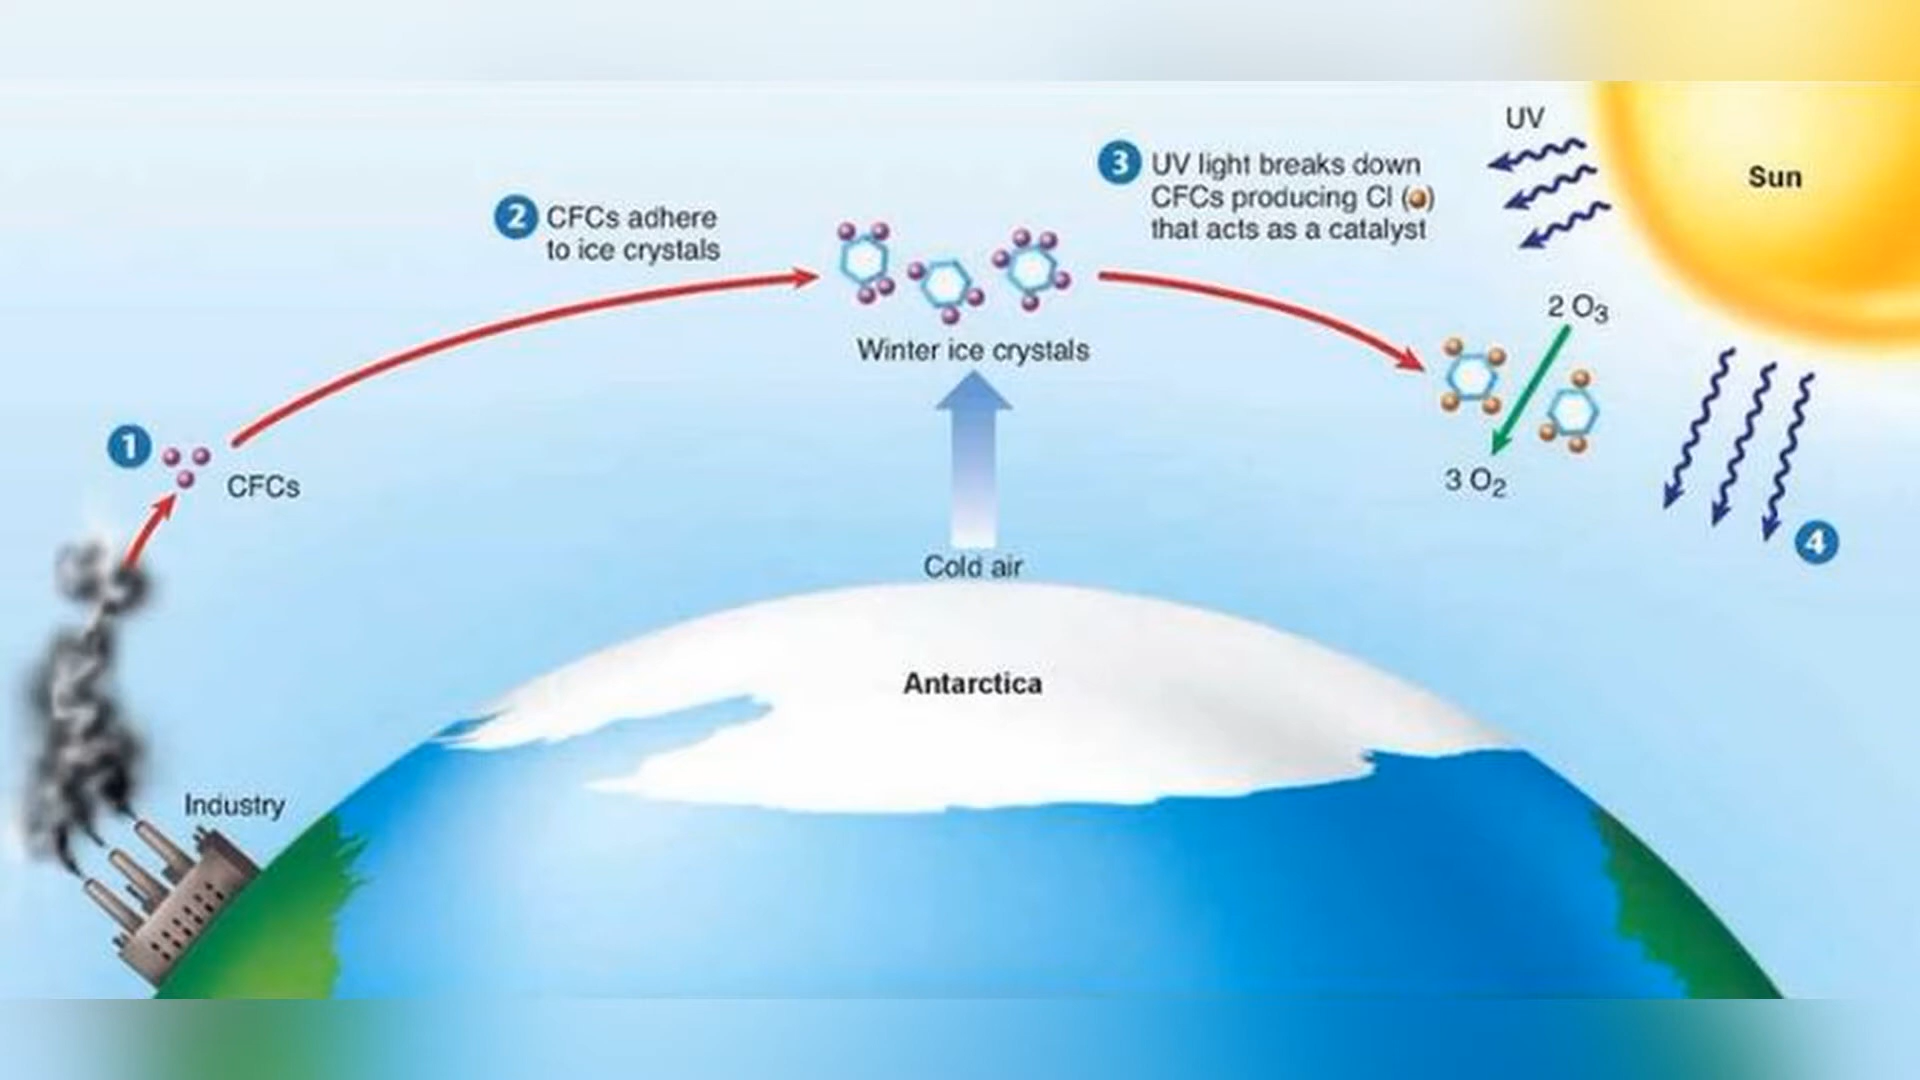 1
CFCs
2 CFCs adhere
to ice crystals
Winter ice crystals
3 UV light breaks down
CFCs producing Cl ( )
that acts as a catalyst
UV
Sun
2 O3
3 O2
4
Cold air
Antarctica
Industry